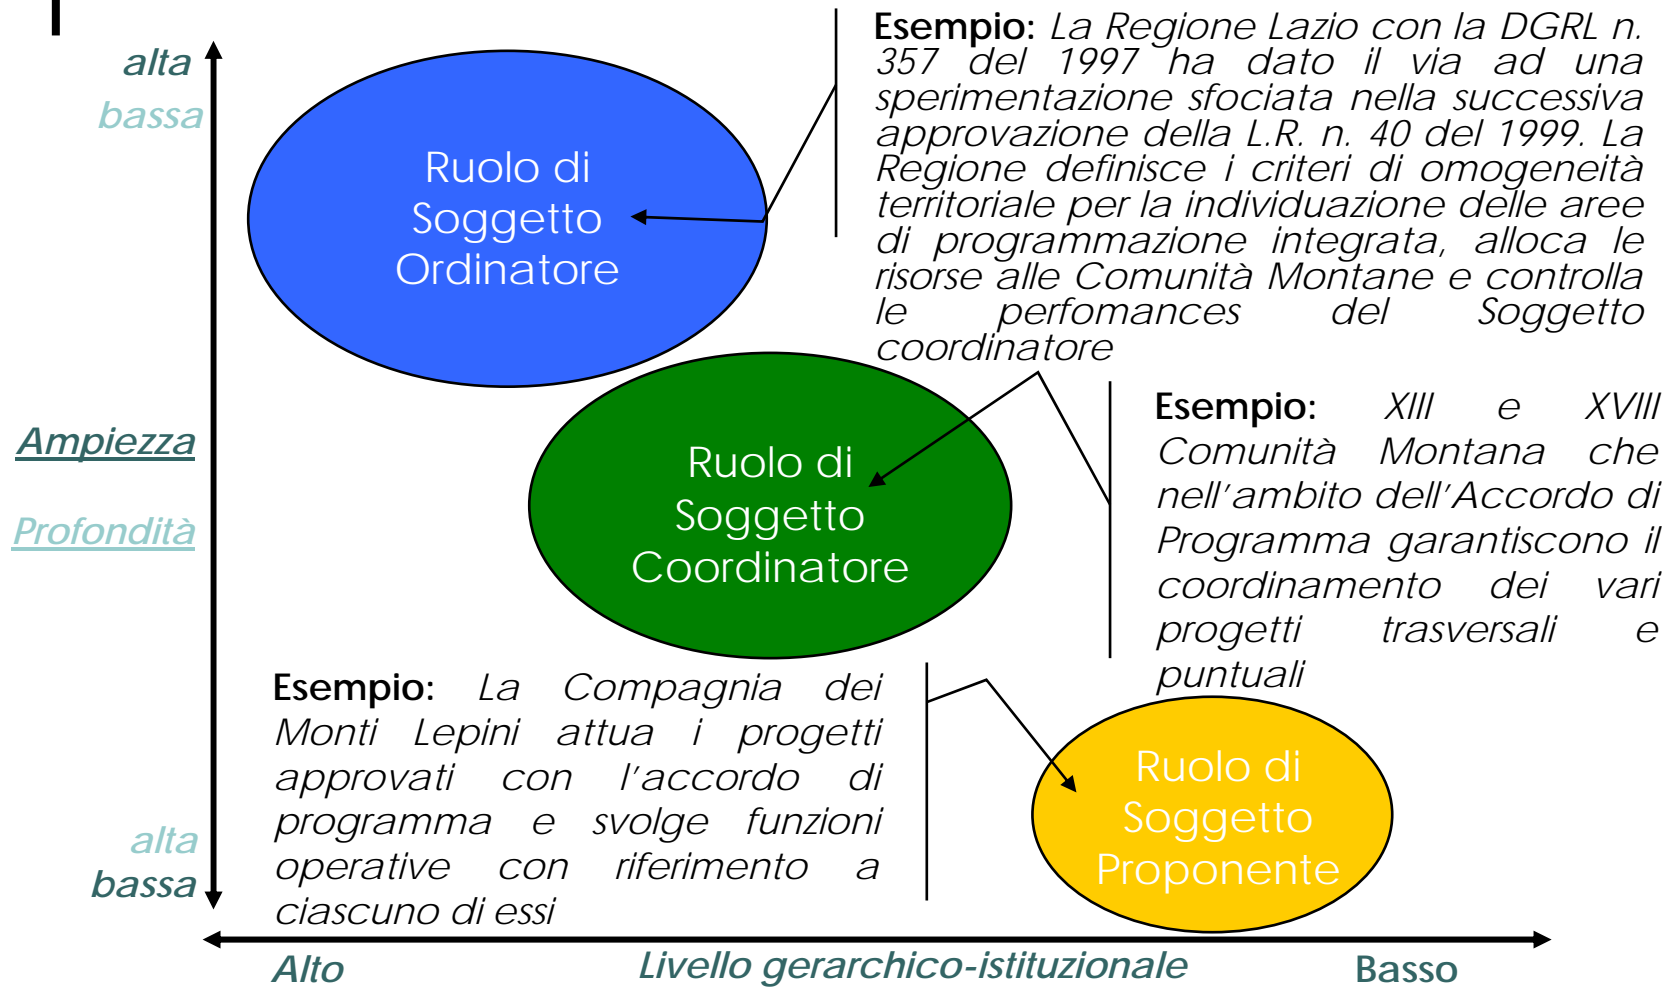 alta
bassa
Ruolo di
Soggetto
Ordinatore
Esempio: La Regione Lazio con la DGRL n.
357 del 1997 ha dato il via ad una
sperimentazione sfociata nella successiva
approvazione della L.R. n. 40 del 1999. La
Regione definisce i criteri di omogeneità
territoriale per la individuazione delle aree
di programmazione integrata, alloca le
risorse alle Comunità Montane e controlla
le perfomances del Soggetto
coordinatore
Ampiezza
Profondità
Ruolo di
Soggetto
Coordinatore
Esempio: XIII e XVIII
Comunità Montana che
nell'ambito dell'Accordo di
Programma garantiscono il
coordinamento dei vari
progetti trasversali e
puntuali
Esempio: La Compagnia dei
Monti Lepini attua i progetti
approvati con l'accordo di
programma e svolge funzioni
operative con riferimento a
ciascuno di essi
Ruolo di
Soggetto
Proponente
alta
bassa
Alto
Livello gerarchico-istituzionale
Basso